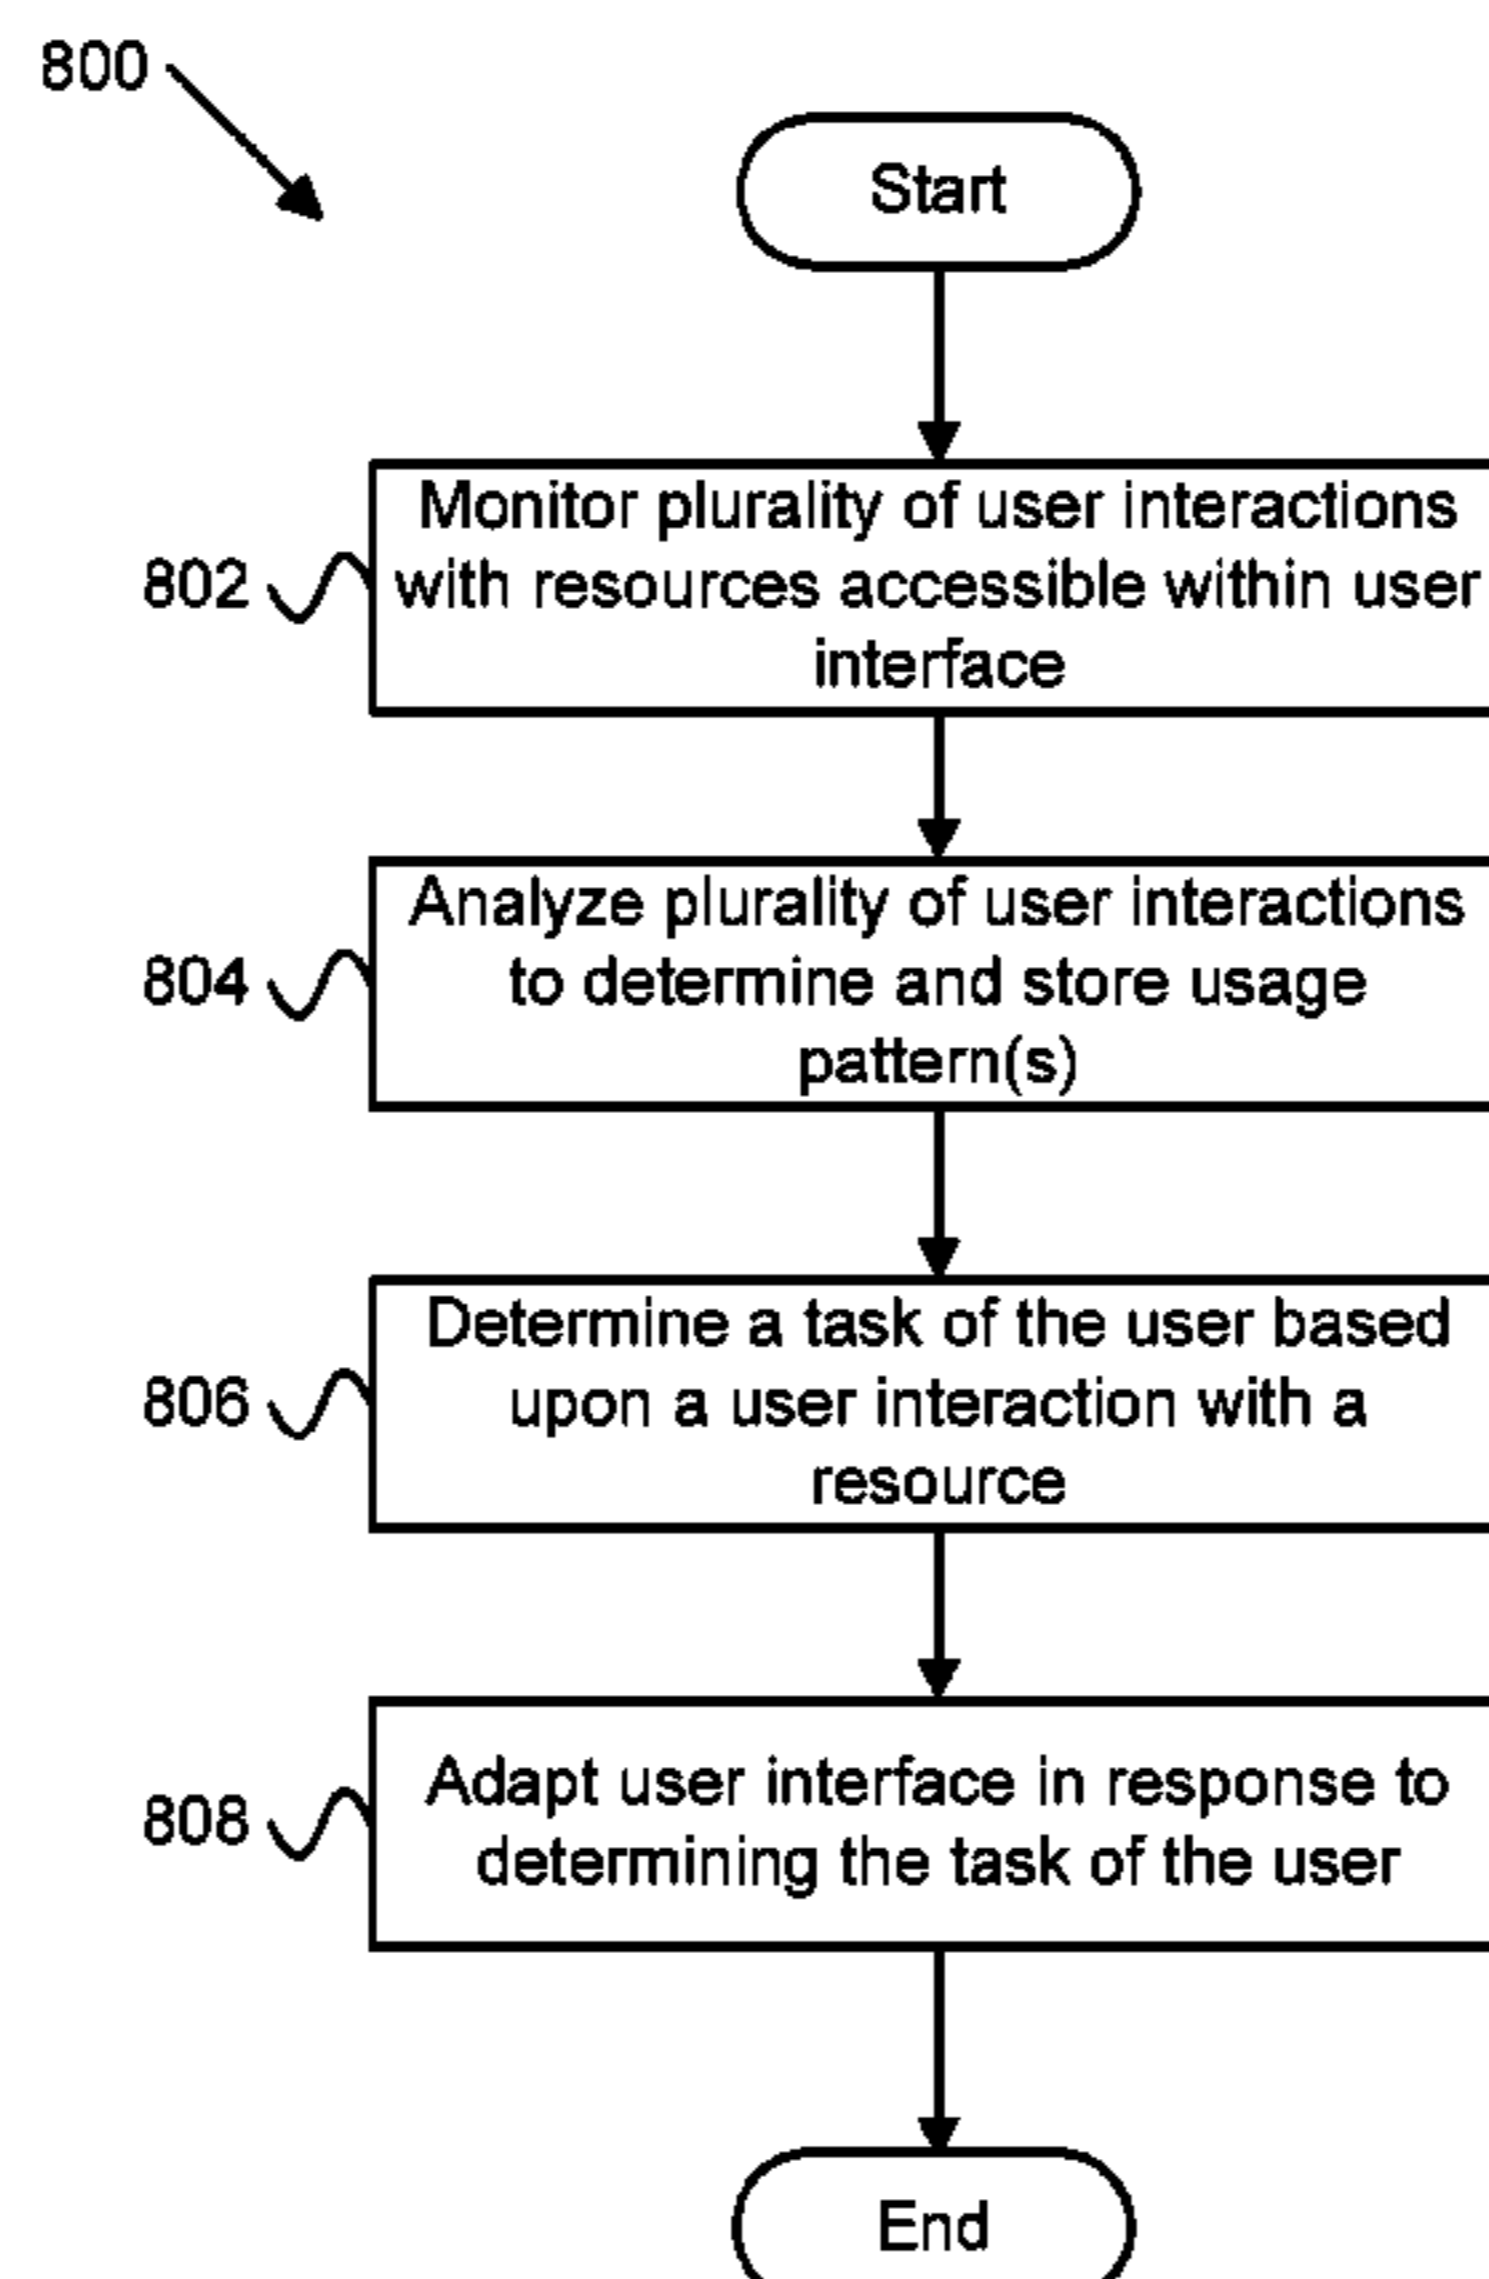 800
Start
Monitor plurality of user interactions
802
with resources accessible within user
interface
Analyze plurality of user interactions
804
to determine and store usage
pattern(s)
Determine a task of the user based
806
upon a user interaction with a
resource
Adapt user interface in response to
808
determining the task of the user
End